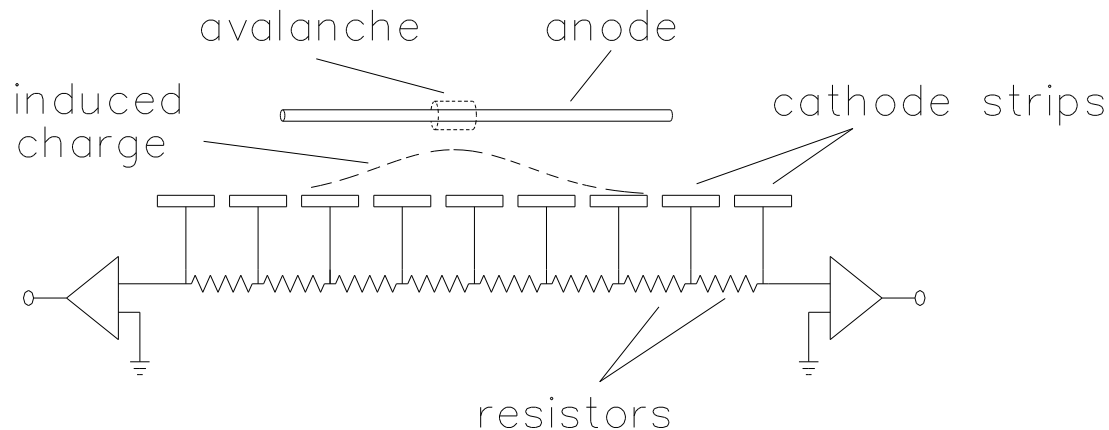 avalanche
anode
induced
charge
cathode strips
resistors